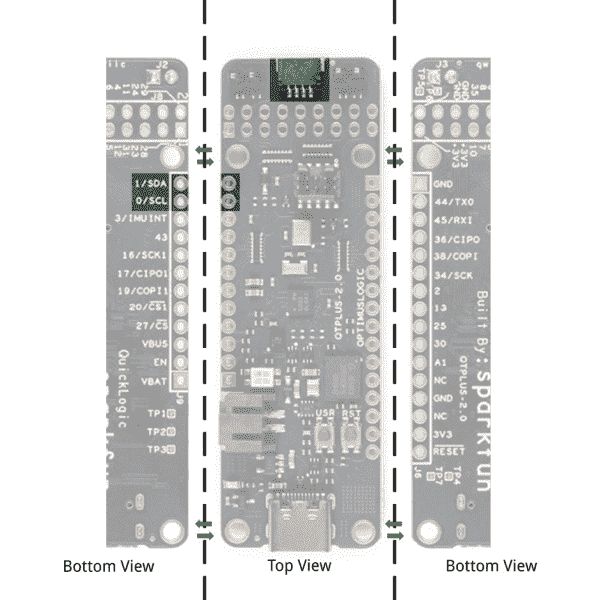 J2
J8
1/SDA
0/SCL
3/IMUINT
43
16/SCK1
17/CIPO1
19/COPI1
20/CS1
27/CS
VBUS
EN
VBAT
QuickLogic
TP1
TP2
TP3
Bottom View
QTPLUS-2.0
OPTIMUSLOGIC
USR
RST
Top View
J3
qw
GND
44/TX0
45/RXI
36/CIPO
38/COPI
34/SCK
2
13
25
30
A1
NC
GND
NC
3V3
RESET
J6
TP7
TP4
Built By: sparkfun
QTPLUS-2.0
Bottom View